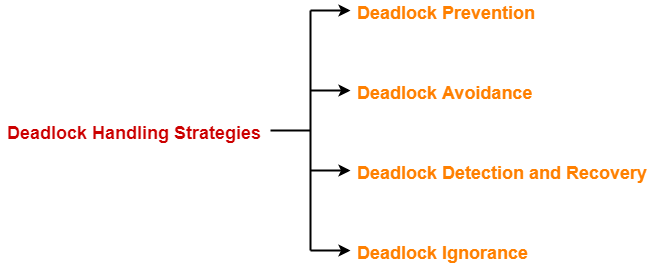 Deadlock Prevention
Deadlock Avoidance
Deadlock Handling Strategies
Deadlock Detection and Recovery
Deadlock Ignorance